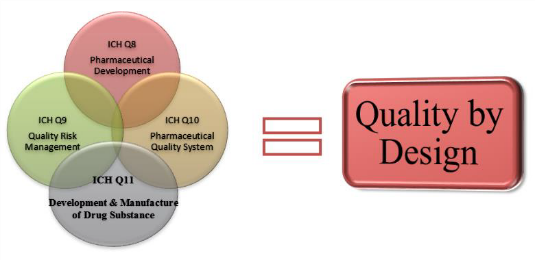 ICH Q8
Pharmaceutical
Development
ICH Q9
Quality Risk
Management
ICH Q10
Pharmaceutical
Quality System
ICH Q11
Development & Manufacture
of Drug Substance
Quality by
Design